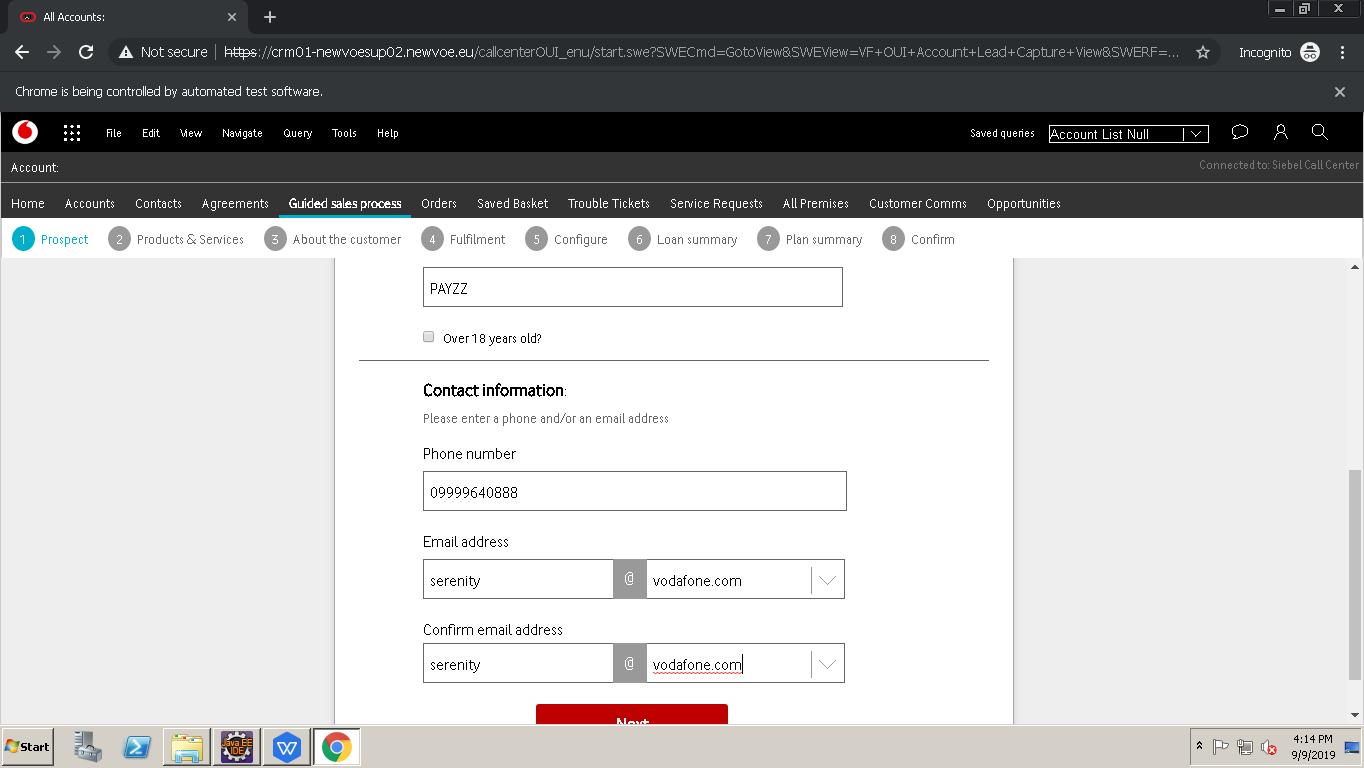 All Accounts:
Not secure https://crm01-newvoesup02.newvoe.eu/callcenterOUI_enu/start.swe?SWECmd=GotoView&SWEView=VF+OUI+Account+Lead+Capture+View&SWERF=... Incognito
Chrome is being controlled by automated test software.
File Edit View Navigate Query Tools Help Saved queries Account List Null
Account: Connected to: Siebel Call Center
Home Accounts Contacts Agreements Guided sales process Orders Saved Basket Trouble Tickets Service Requests All Premises Customer Comms Opportunities
1 Prospect 2 Products & Services 3 About the customer 4 Fulfilment 5 Configure 6 Loan summary 7 Plan summary 8 Confirm
PAYZZ
Over 18 years old?
Contact information:
Please enter a phone and/or an email address
Phone number
09999640888
Email address
serenity @ vodafone.com
Confirm email address
serenity @ vodafone.com
Next
Start Java EE IDE W 4:14 PM
9/9/2019